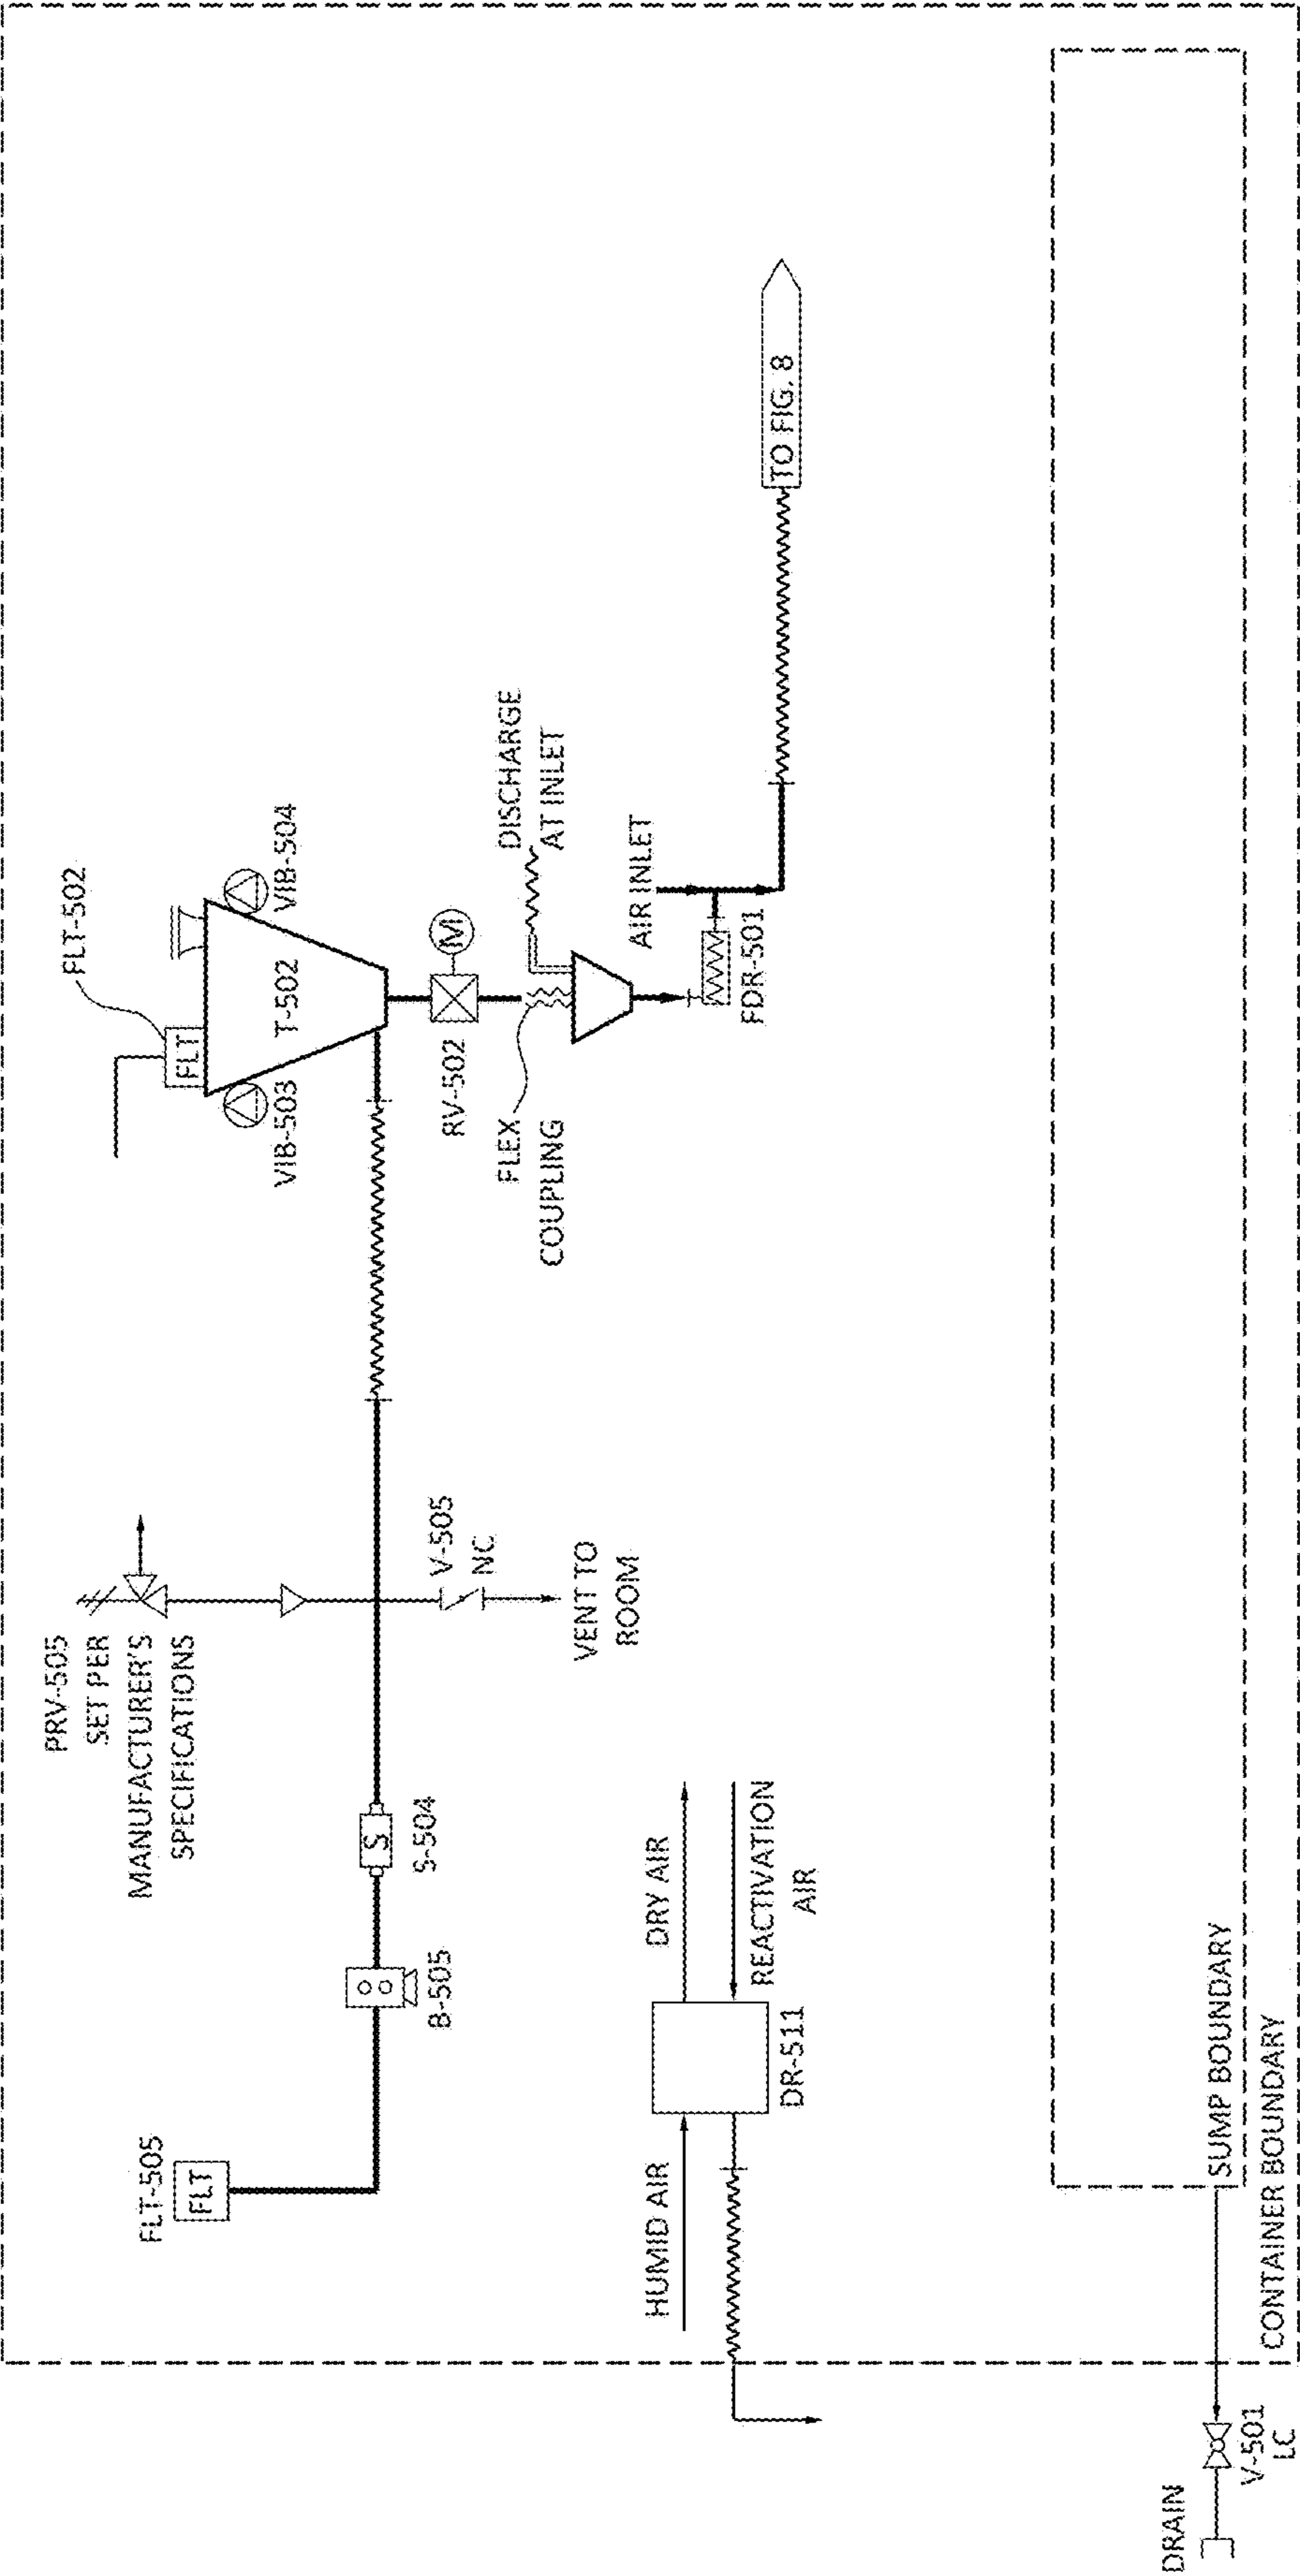 FLT-502
FLT
T-502
VIB-503
VIB-504
RV-502
M
FLEX
COUPLING
DISCHARGE
AT INLET
AIR INLET
FDR-501
TO FIG. 8
PRV-505
SET PER
MANUFACTURER'S
SPECIFICATIONS
V-505
NC
VENT TO
ROOM
FLT-505
FLT
B-505
S
S-504
HUMID AIR
DRY AIR
REACTIVATION
AIR
DR-511
SUMP BOUNDARY
CONTAINER BOUNDARY
DRAIN
V-501
LC